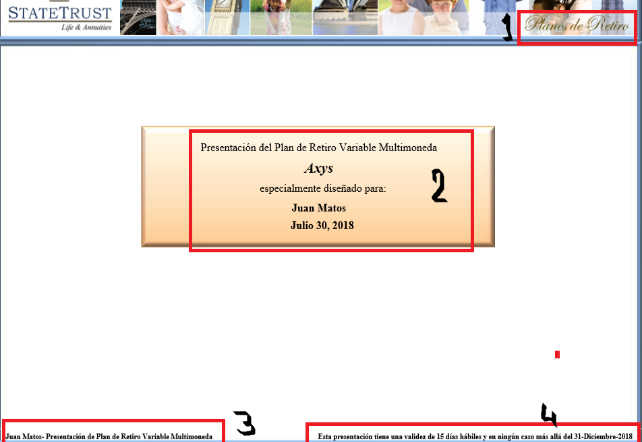 STATETRUST
Life & Annuities
1
Planes de Retiro
Presentación del Plan de Retiro Variable Multimoneda
Axys
especialmente diseñado para:
2
Juan Matos
Julio 30, 2018
3
4
Juan Matos- Presentación de Plan de Retiro Variable Multimoneda
Esta presentación tiene una validez de 15 días hábiles y en ningún caso más allá del 31-Diciembre-2018